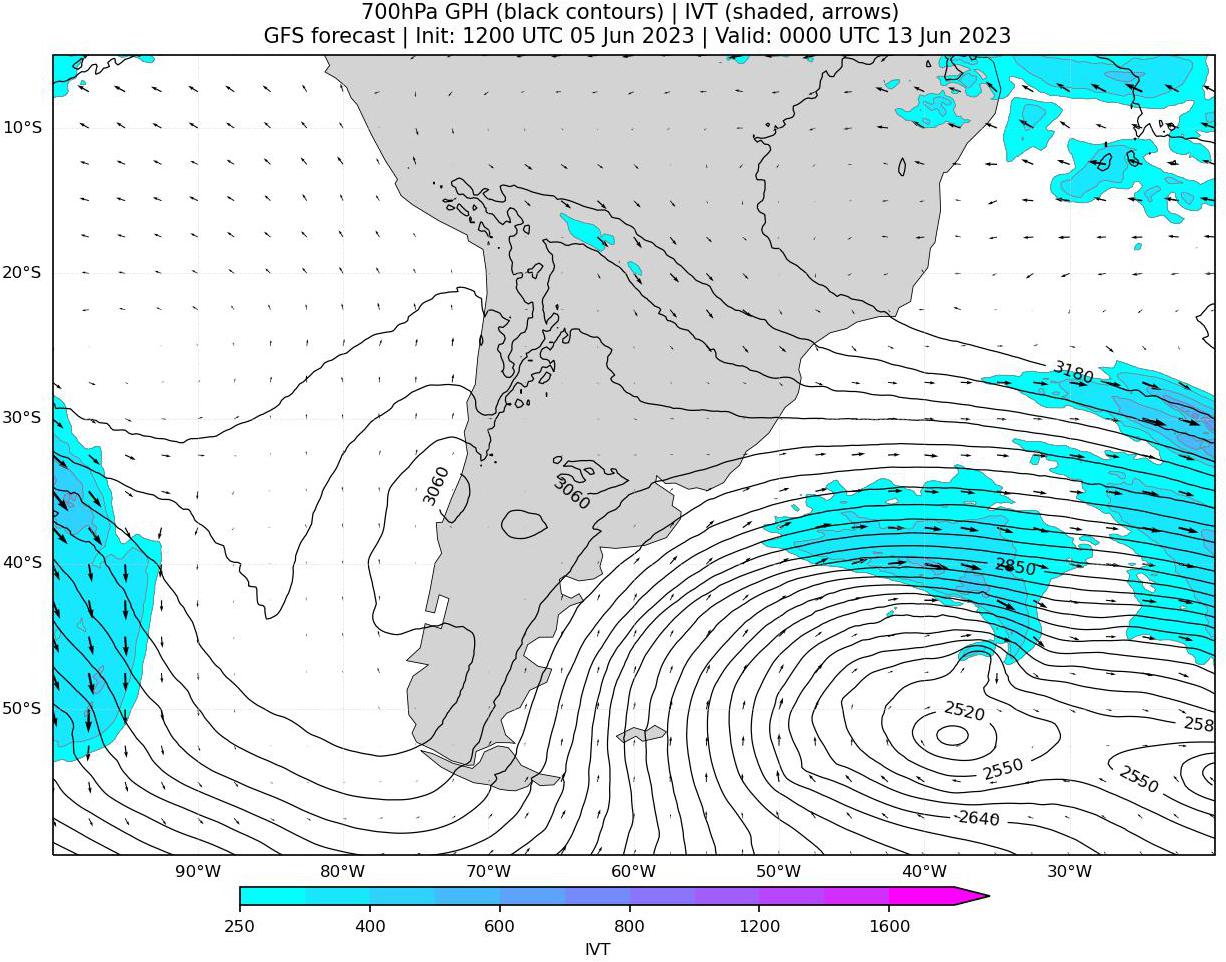 700hPa GPH (black contours) | IVT (shaded, arrows)
GFS forecast | Init: 1200 UTC 05 Jun 2023 | Valid: 0000 UTC 13 Jun 2023
10°S
20°S
3180
30°S
3060
3060
40°S
2850
50°S
2520
258
2550
2550
2640
90°W
80°W
70°W
60°W
50°W
40°W
30°W
250
400
600
800
1200
1600
IVT